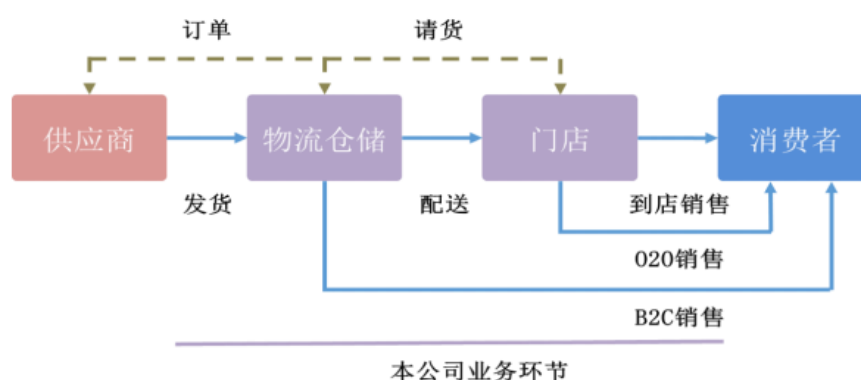 订单
请货
供应商
物流仓储
门店
消费者
发货
配送
到店销售
O2O销售
B2C销售
本公司业务环节